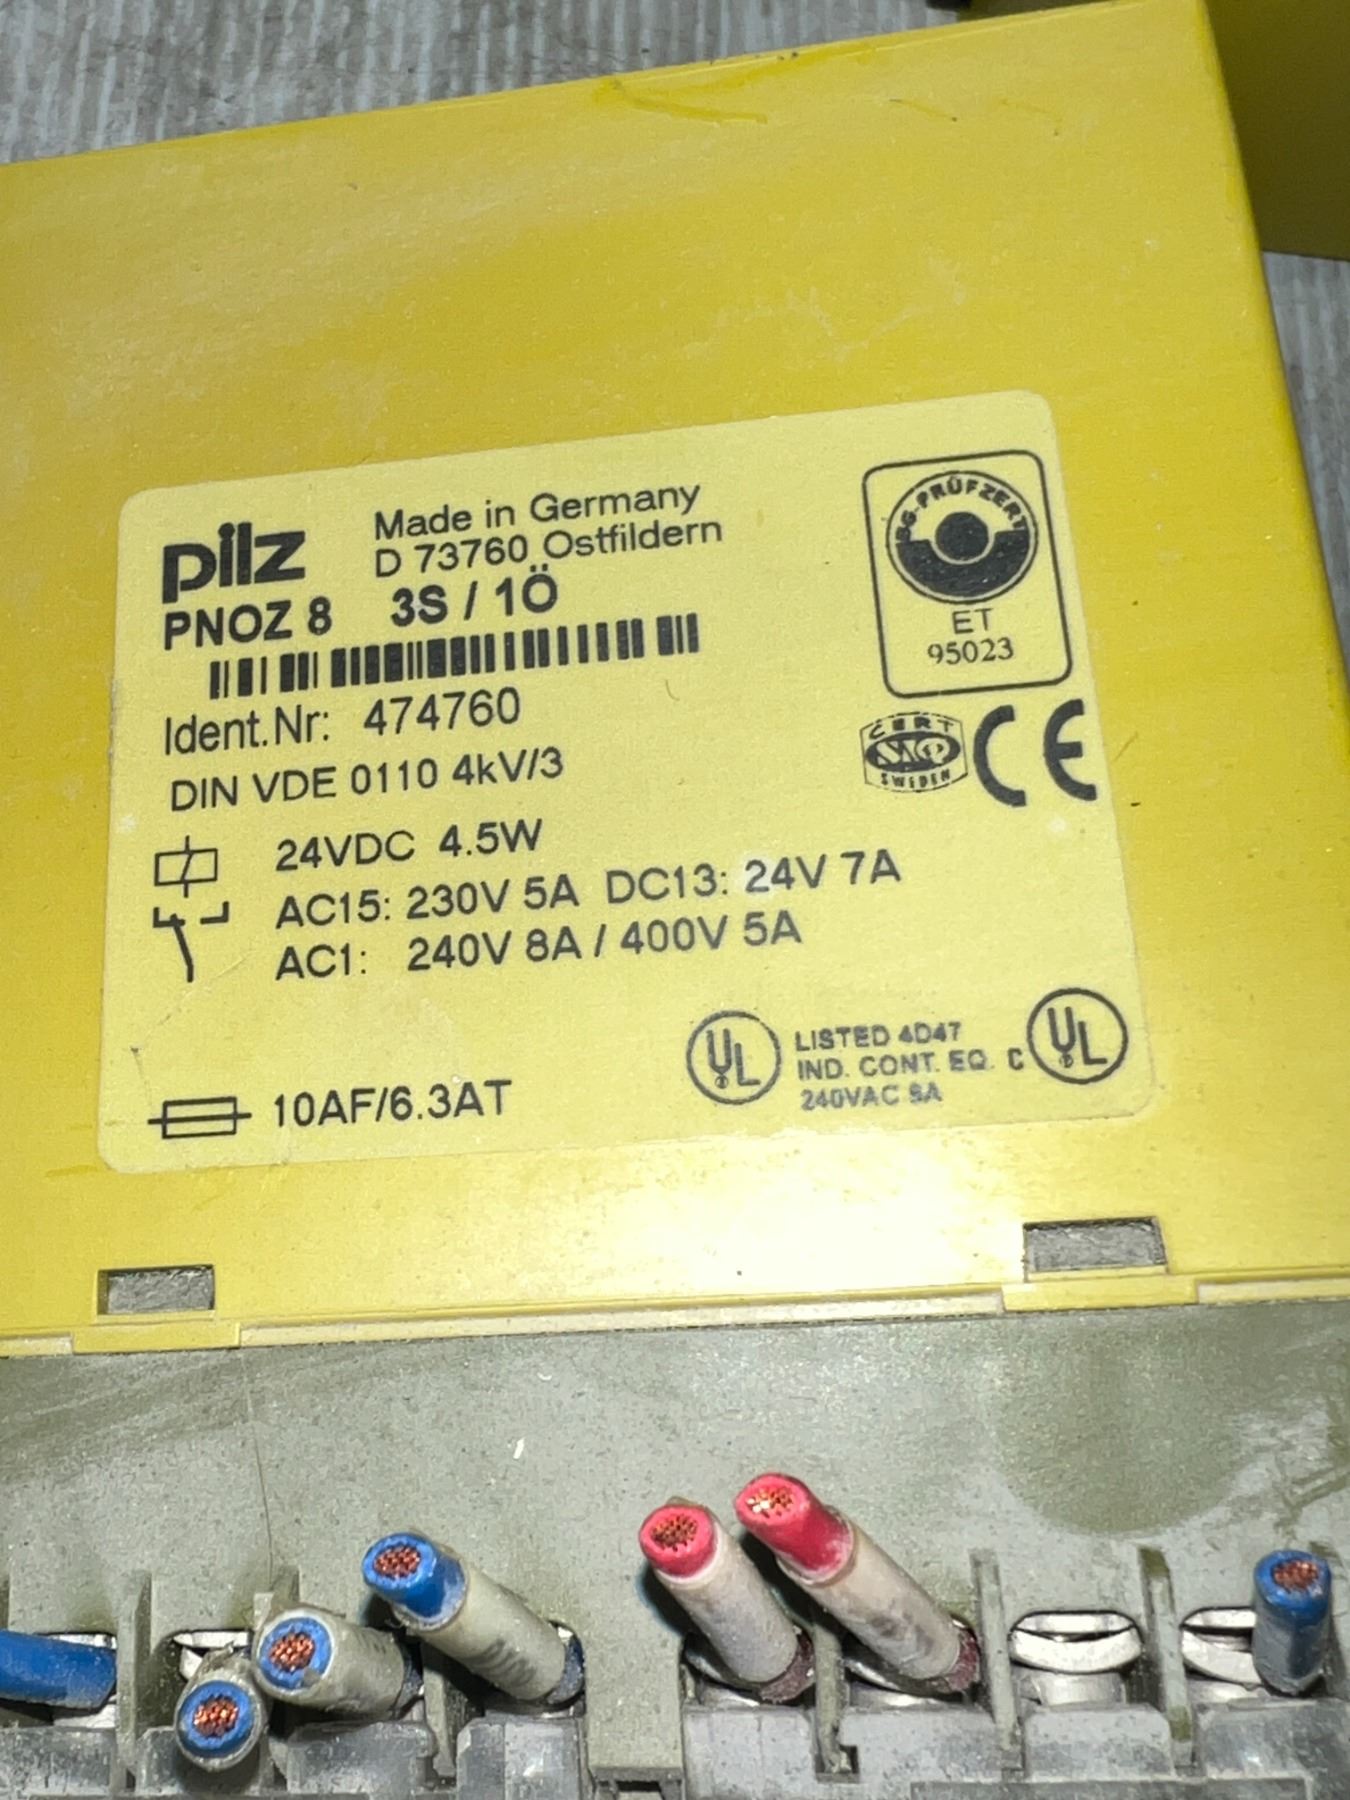 pilz
Made in Germany
D 73760 Ostfildern
PNOZ 8 3S / 1Ö
Ident.Nr: 474760
DIN VDE 0110 4kV/3
24VDC 4.5W
AC15: 230V 5A DC13: 24V 7A
AC1: 240V 8A / 400V 5A
10AF/6.3AT
BG-PRÜFZERT
ET
95023
CERT
SWEDEN
CE
UL
LISTED 4D47
IND. CONT. EQ.
240VAC 8A
C UL